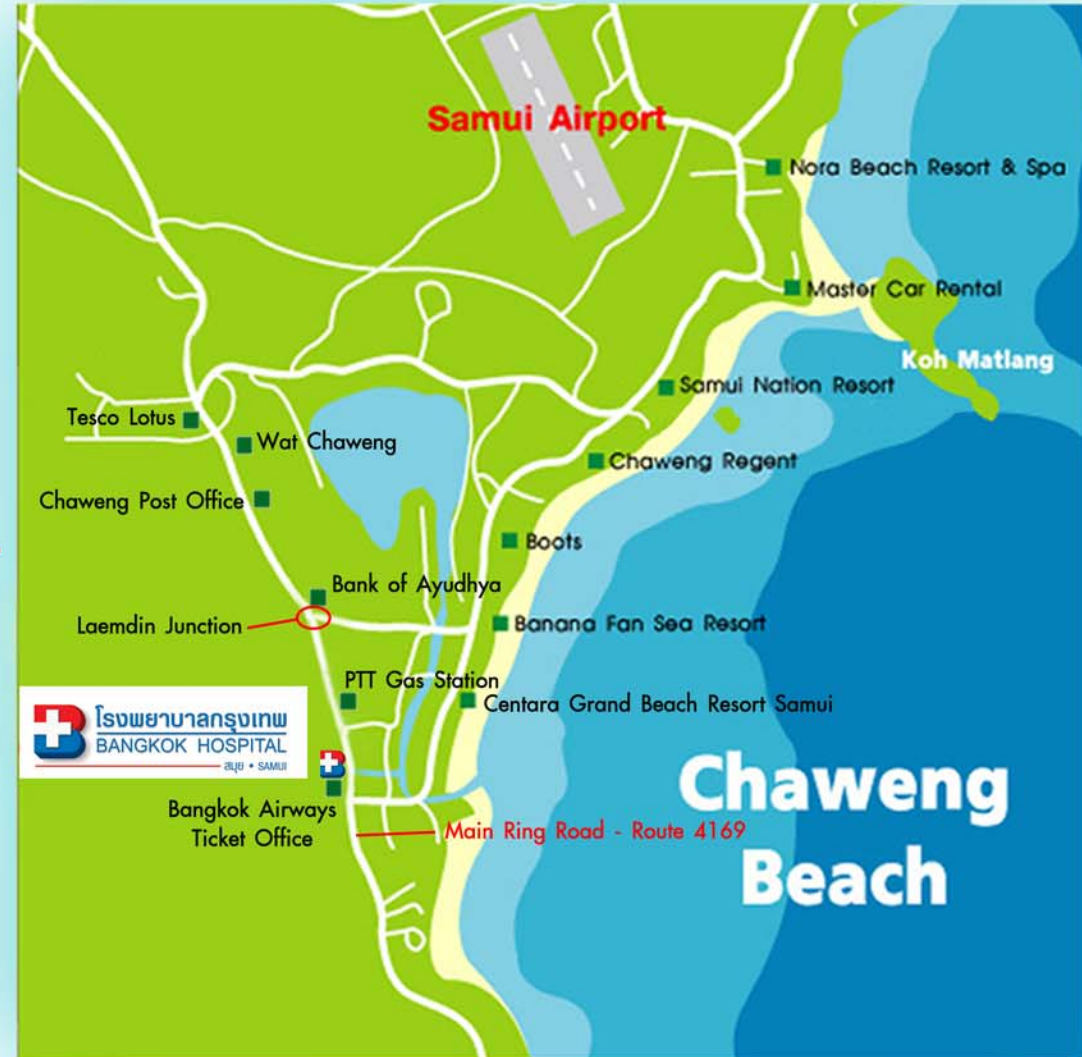 Samui Airport
Nora Beach Resort & Spa
Master Car Rental
Koh Matlang
Samui Nation Resort
Tesco Lotus
Wat Chaweng
Chaweng Regent
Chaweng Post Office
Boots
Bank of Ayudhya
Laemdin Junction
Banana Fan Sea Resort
PTT Gas Station
Centara Grand Beach Resort Samui
โรงพยาบาลกรุงเทพ
BANGKOK HOSPITAL
สมุย • SAMUI
Bangkok Airways
Ticket Office
Main Ring Road - Route 4169
Chaweng
Beach